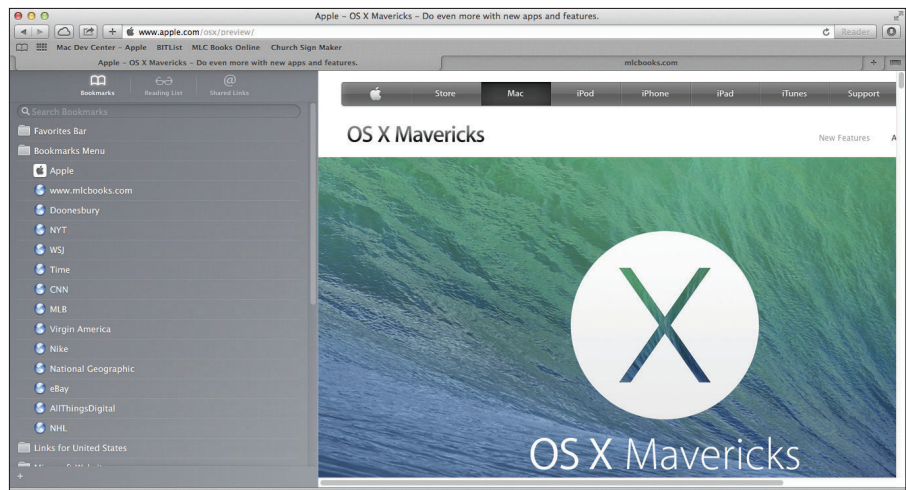 Apple – OS X Mavericks – Do even more with new apps and features.
www.apple.com/osx/preview/
Reader
Mac Dev Center – Apple BITList MLC Books Online Church Sign Maker
Apple – OS X Mavericks – Do even more with new apps and features.
mlcbooks.com
Bookmarks Reading List Shared Links
Search Bookmarks
Favorites Bar
Bookmarks Menu
Apple
www.mlcbooks.com
Doonesbury
NYT
WSJ
Time
CNN
MLB
Virgin America
Nike
National Geographic
eBay
AllThingsDigital
NHL
Links for United States
Store Mac iPod iPhone iPad iTunes Support
OS X Mavericks
New Features A
X
OS X Mavericks